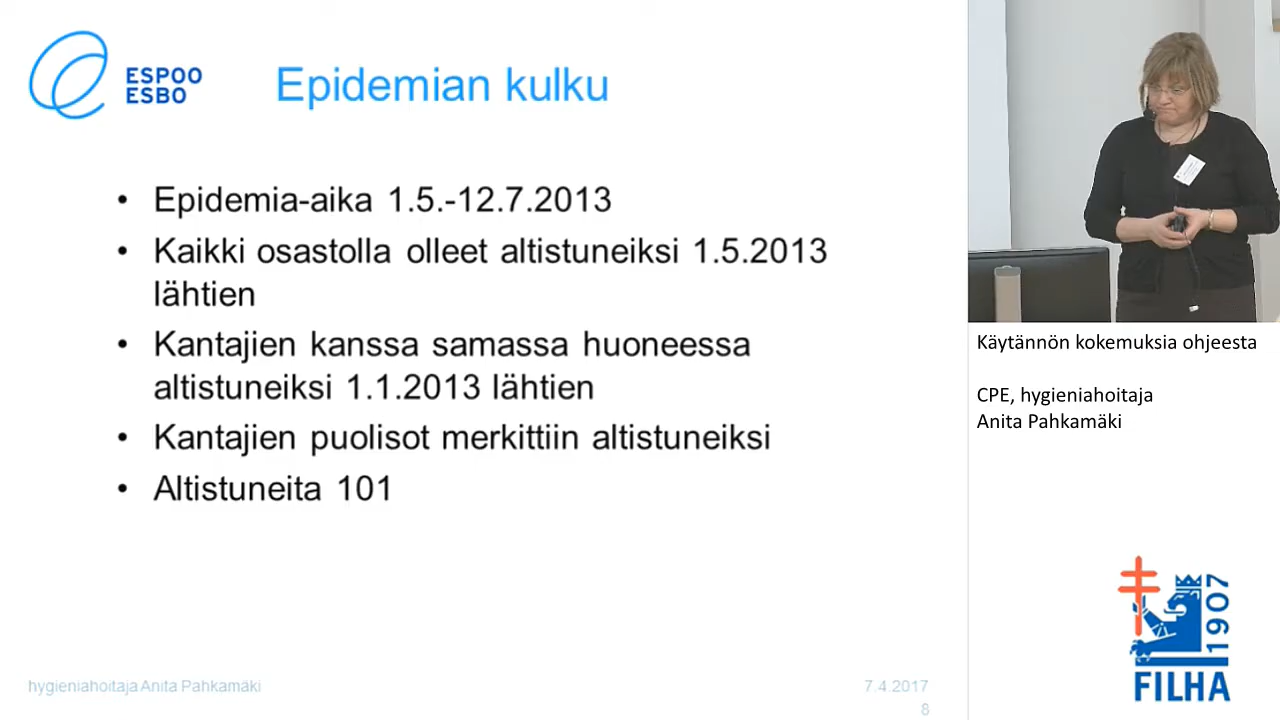 ESPOO
ESBO
Epidemian kulku
• Epidemia-aika 1.5.-12.7.2013
• Kaikki osastolla olleet altistuneiksi 1.5.2013
lähtien
• Kantajien kanssa samassa huoneessa
altistuneiksi 1.1.2013 lähtien
• Kantajien puolisot merkittiin altistuneiksi
• Altistuneita 101
hygieniahoitaja Anita Pahkamäki
7.4.2017
8
Käytännön kokemuksia ohjeesta
CPE, hygieniahoitaja
Anita Pahkamäki
1907
FILHA